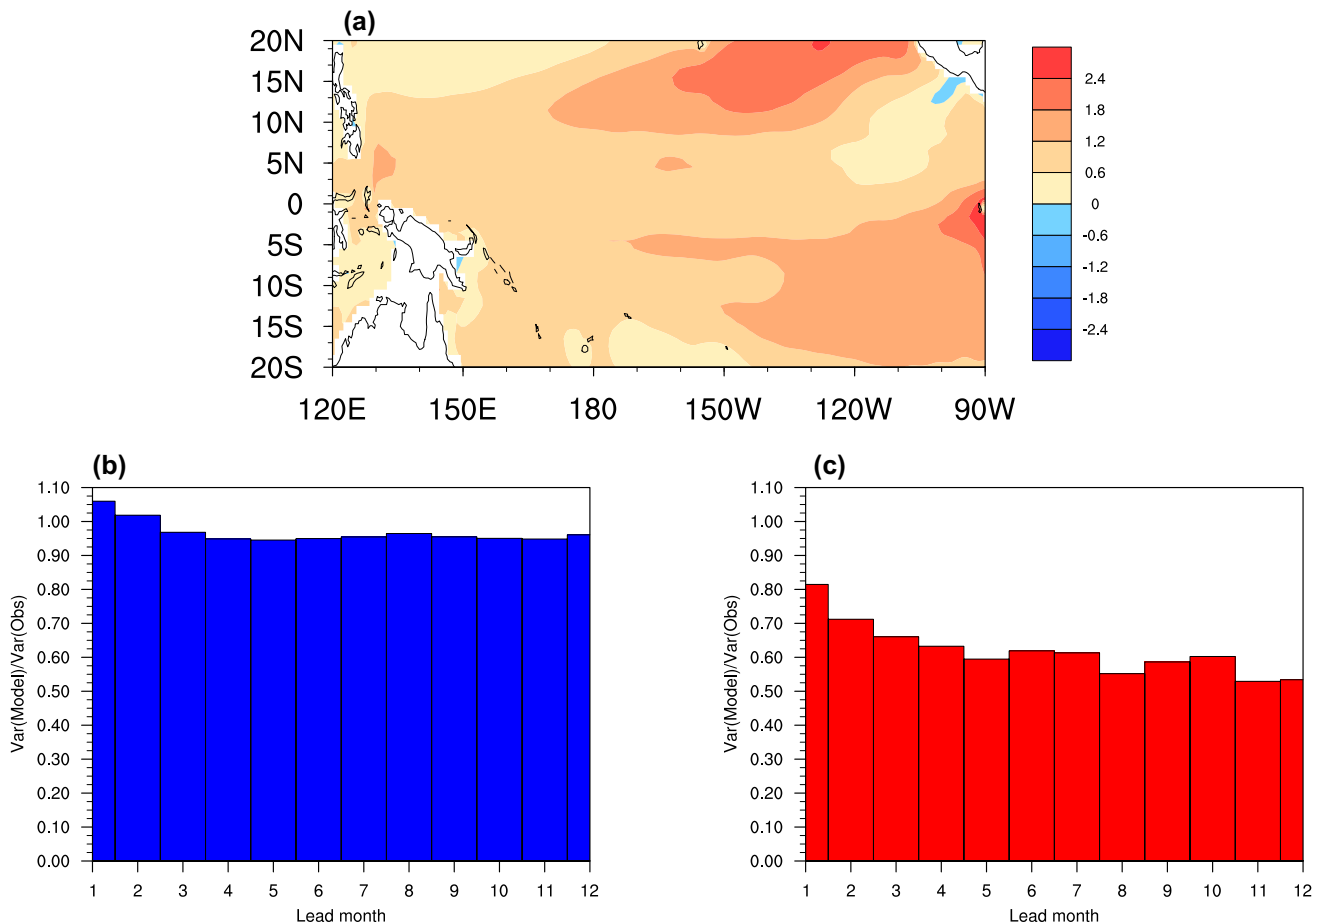 (a)
20N
15N
10N
5N
0
5S
10S
15S
20S
120E 150E 180 150W 120W 90W
2.4
1.8
1.2
0.6
0
-0.6
-1.2
-1.8
-2.4
(b)
Var(Model)/Var(Obs)
1.10
1.00
0.90
0.80
0.70
0.60
0.50
0.40
0.30
0.20
0.10
0.00
1 2 3 4 5 6 7 8 9 10 11 12
Lead month
(c)
Var(Model)/Var(Obs)
1.10
1.00
0.90
0.80
0.70
0.60
0.50
0.40
0.30
0.20
0.10
0.00
1 2 3 4 5 6 7 8 9 10 11 12
Lead month